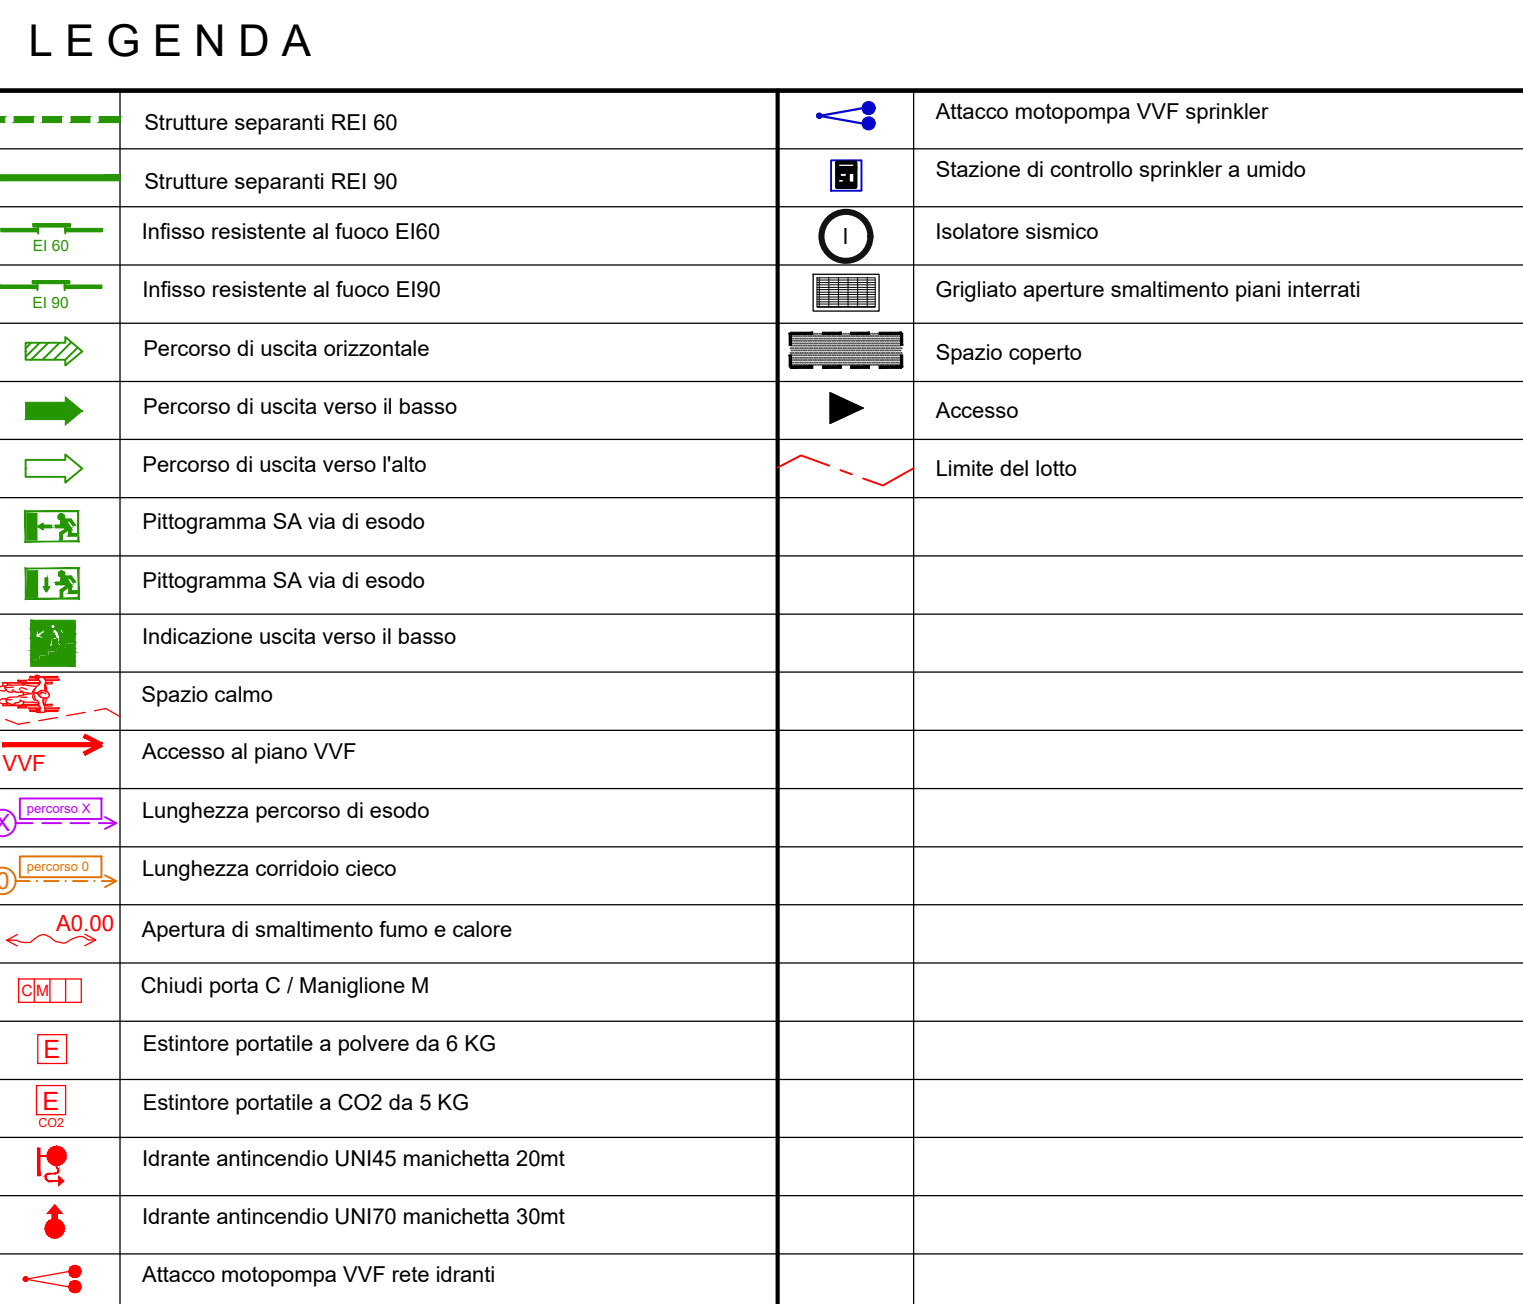 LEGENDA
Strutture separanti REI 60
Strutture separanti REI 90
EI 60
Infisso resistente al fuoco EI60
EI 90
Infisso resistente al fuoco EI90
Percorso di uscita orizzontale
Percorso di uscita verso il basso
Percorso di uscita verso l'alto
Pittogramma SA via di esodo
Pittogramma SA via di esodo
Indicazione uscita verso il basso
Spazio calmo
VVF
Accesso al piano VVF
X percorso X
Lunghezza percorso di esodo
0 percorso 0
Lunghezza corridoio cieco
A0.00
Apertura di smaltimento fumo e calore
C M
Chiudi porta C / Maniglione M
E
Estintore portatile a polvere da 6 KG
E
CO2
Estintore portatile a CO2 da 5 KG
Idrante antincendio UNI45 manichetta 20mt
Idrante antincendio UNI70 manichetta 30mt
Attacco motopompa VVF rete idranti
Attacco motopompa VVF sprinkler
Stazione di controllo sprinkler a umido
I
Isolatore sismico
Grigliato aperture smaltimento piani interrati
Spazio coperto
Accesso
Limite del lotto